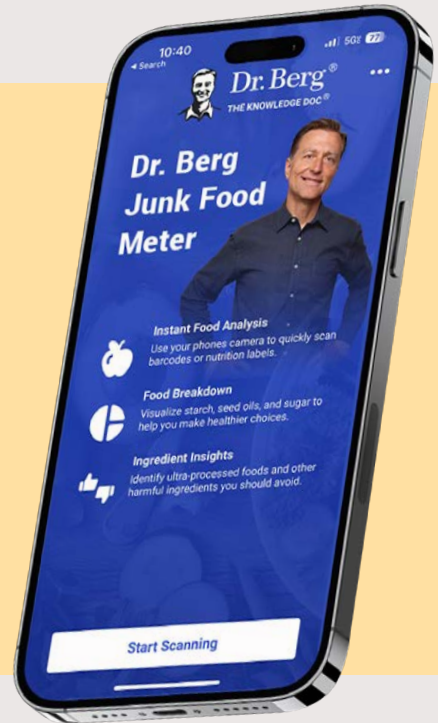 10:40
◀ Search
5G 77
Dr. Berg®
THE KNOWLEDGE DOC®
Dr. Berg
Junk Food
Meter
Instant Food Analysis
Use your phones camera to quickly scan
barcodes or nutrition labels.
Food Breakdown
Visualize starch, seed oils, and sugar to
help you make healthier choices.
Ingredient Insights
Identify ultra-processed foods and other
harmful ingredients you should avoid.
Start Scanning